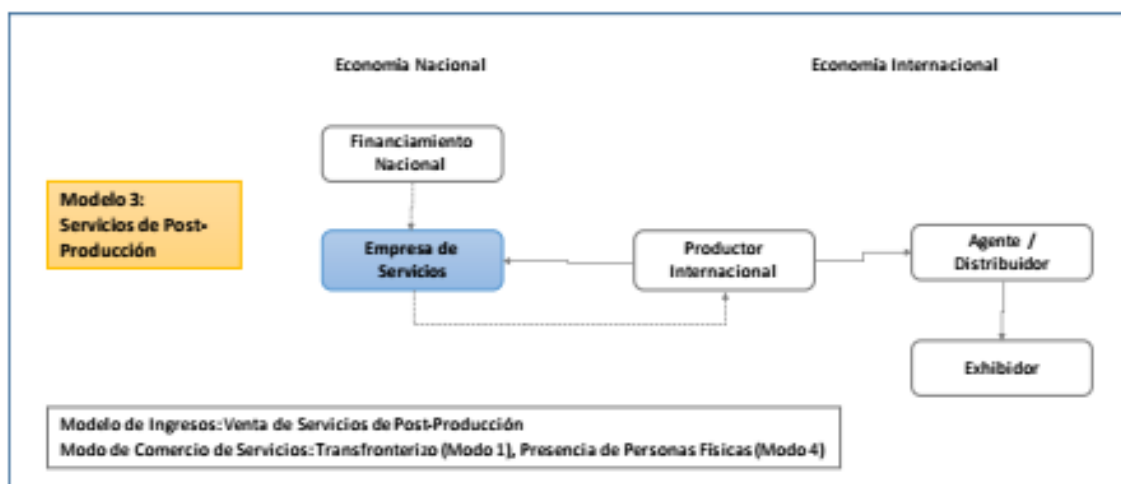 Economía Nacional
Economía Internacional
Financiamiento
Nacional
Modelo 3:
Servicios de Post-
Producción
Empresa de
Servicios
Productor
Internacional
Agente /
Distribuidor
Exhibidor
Modelo de Ingresos: Venta de Servicios de Post-Producción
Modo de Comercio de Servicios: Transfronterizo (Modo 1), Presencia de Personas Físicas (Modo 4)